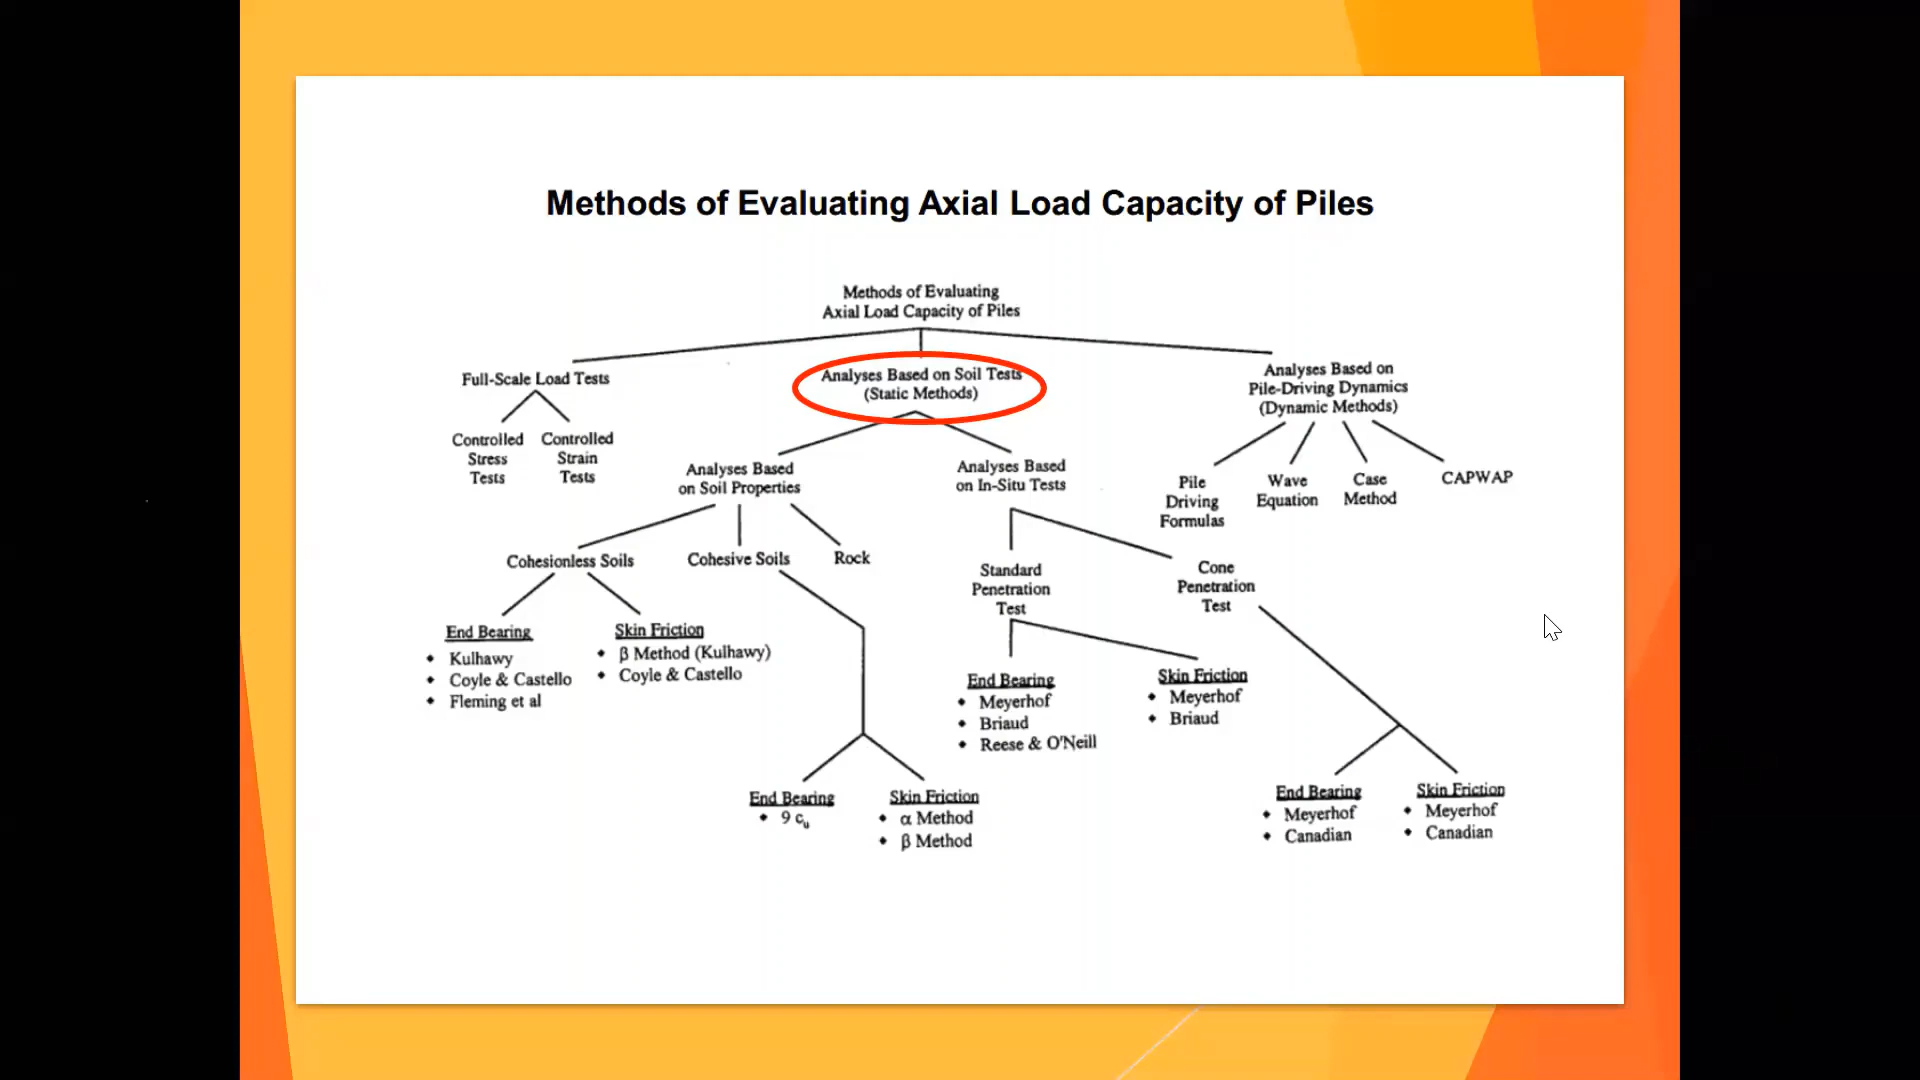 Methods of Evaluating Axial Load Capacity of Piles
Methods of Evaluating
Axial Load Capacity of Piles
Full-Scale Load Tests
Controlled
Stress
Tests
Controlled
Strain
Tests
Analyses Based on Soil Tests
(Static Methods)
Analyses Based
on Soil Properties
Cohesionless Soils
End Bearing
• Kulhawy
• Coyle & Castello
• Fleming et al
Skin Friction
• β Method (Kulhawy)
• Coyle & Castello
Cohesive Soils
End Bearing
• 9 cu
Skin Friction
• α Method
• β Method
Rock
Analyses Based
on In-Situ Tests
Standard
Penetration
Test
End Bearing
• Meyerhof
• Briaud
• Reese & O'Neill
Skin Friction
• Meyerhof
• Briaud
Cone
Penetration
Test
End Bearing
• Meyerhof
• Canadian
Skin Friction
• Meyerhof
• Canadian
Analyses Based on
Pile-Driving Dynamics
(Dynamic Methods)
Pile
Driving
Formulas
Wave
Equation
Case
Method
CAPWAP